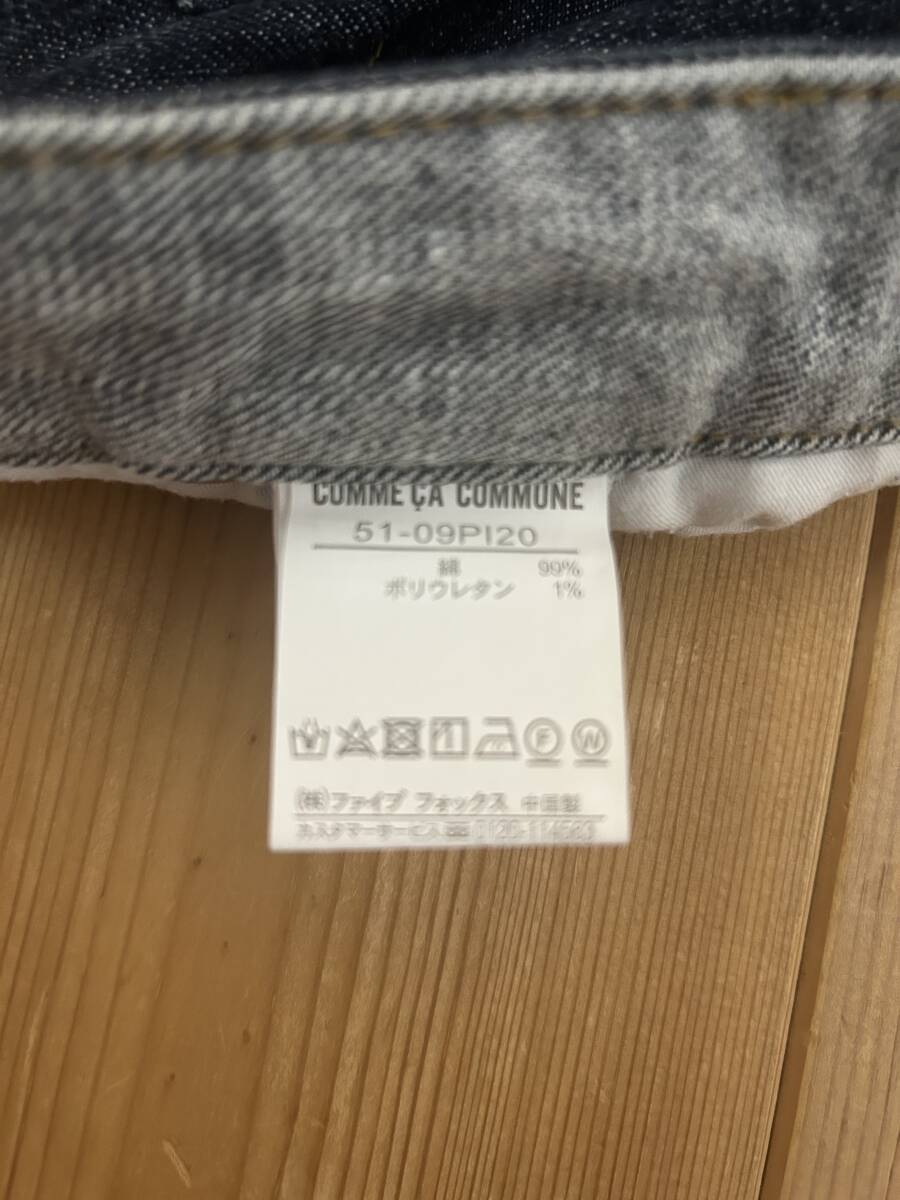 COMME ÇA COMMUNE
51-09PI20
綿 99%
ポリウレタン 1%
F W
(株)ファイブ フォックス 中国製
カスタマーサービス 0120-114563